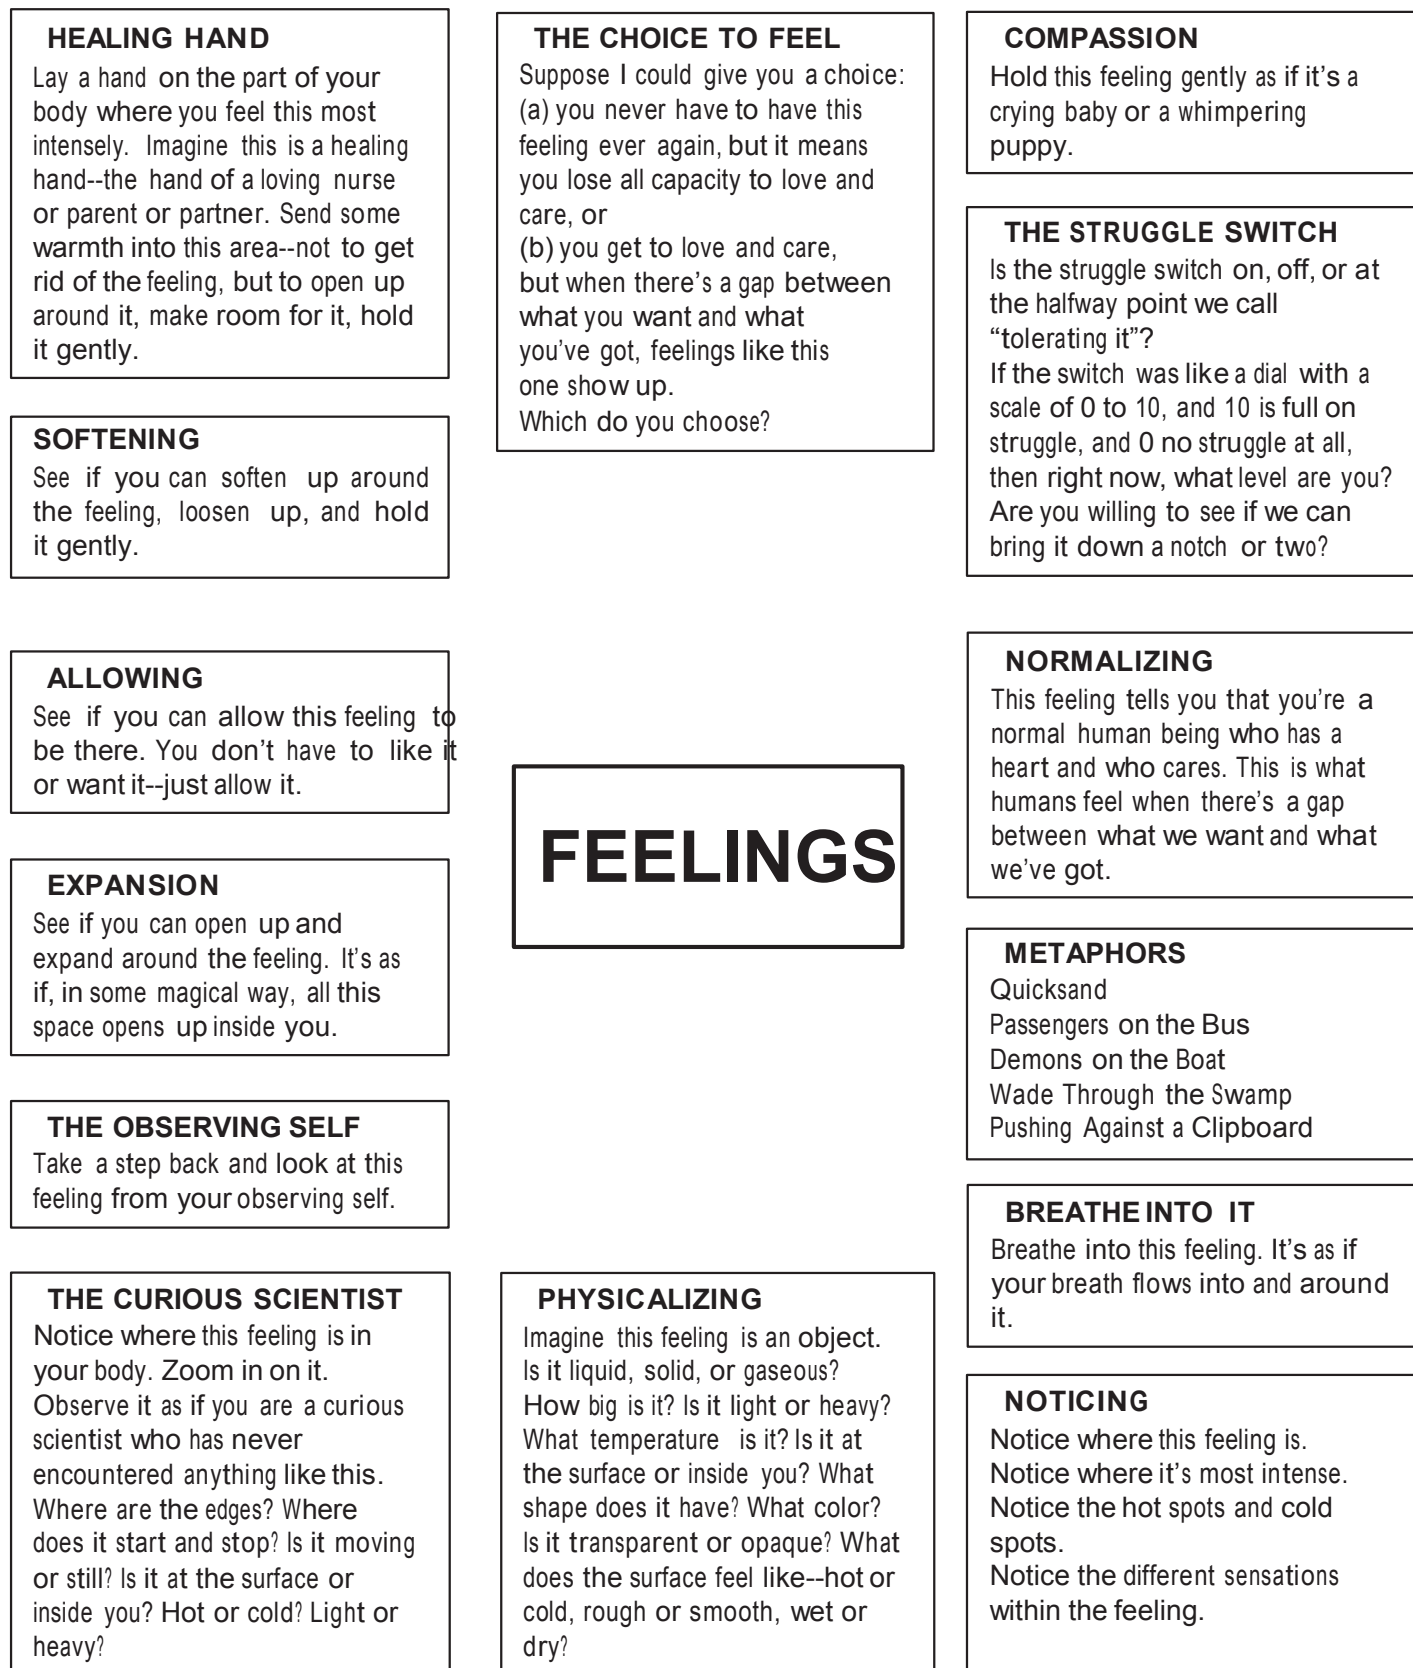 HEALING HAND
Lay a hand on the part of your
body where you feel this most
intensely. Imagine this is a healing
hand--the hand of a loving nurse
or parent or partner. Send some
warmth into this area--not to get
rid of the feeling, but to open up
around it, make room for it, hold
it gently.
SOFTENING
See if you can soften up around
the feeling, loosen up, and hold
it gently.
ALLOWING
See if you can allow this feeling to
be there. You don't have to like it
or want it--just allow it.
EXPANSION
See if you can open up and
expand around the feeling. It's as
if, in some magical way, all this
space opens up inside you.
THE OBSERVING SELF
Take a step back and look at this
feeling from your observing self.
THE CURIOUS SCIENTIST
Notice where this feeling is in
your body. Zoom in on it.
Observe it as if you are a curious
scientist who has never
encountered anything like this.
Where are the edges? Where
does it start and stop? Is it moving
or still? Is it at the surface or
inside you? Hot or cold? Light or
heavy?
THE CHOICE TO FEEL
Suppose I could give you a choice:
(a) you never have to have this
feeling ever again, but it means
you lose all capacity to love and
care, or
(b) you get to love and care,
but when there's a gap between
what you want and what
you've got, feelings like this
one show up.
Which do you choose?
FEELINGS
PHYSICALIZING
Imagine this feeling is an object.
Is it liquid, solid, or gaseous?
How big is it? Is it light or heavy?
What temperature is it? Is it at
the surface or inside you? What
shape does it have? What color?
Is it transparent or opaque? What
does the surface feel like--hot or
cold, rough or smooth, wet or
dry?
COMPASSION
Hold this feeling gently as if it's a
crying baby or a whimpering
puppy.
THE STRUGGLE SWITCH
Is the struggle switch on, off, or at
the halfway point we call
“tolerating it”?
If the switch was like a dial with a
scale of 0 to 10, and 10 is full on
struggle, and 0 no struggle at all,
then right now, what level are you?
Are you willing to see if we can
bring it down a notch or two?
NORMALIZING
This feeling tells you that you're a
normal human being who has a
heart and who cares. This is what
humans feel when there's a gap
between what we want and what
we've got.
METAPHORS
Quicksand
Passengers on the Bus
Demons on the Boat
Wade Through the Swamp
Pushing Against a Clipboard
BREATHE INTO IT
Breathe into this feeling. It's as if
your breath flows into and around
it.
NOTICING
Notice where this feeling is.
Notice where it's most intense.
Notice the hot spots and cold
spots.
Notice the different sensations
within the feeling.